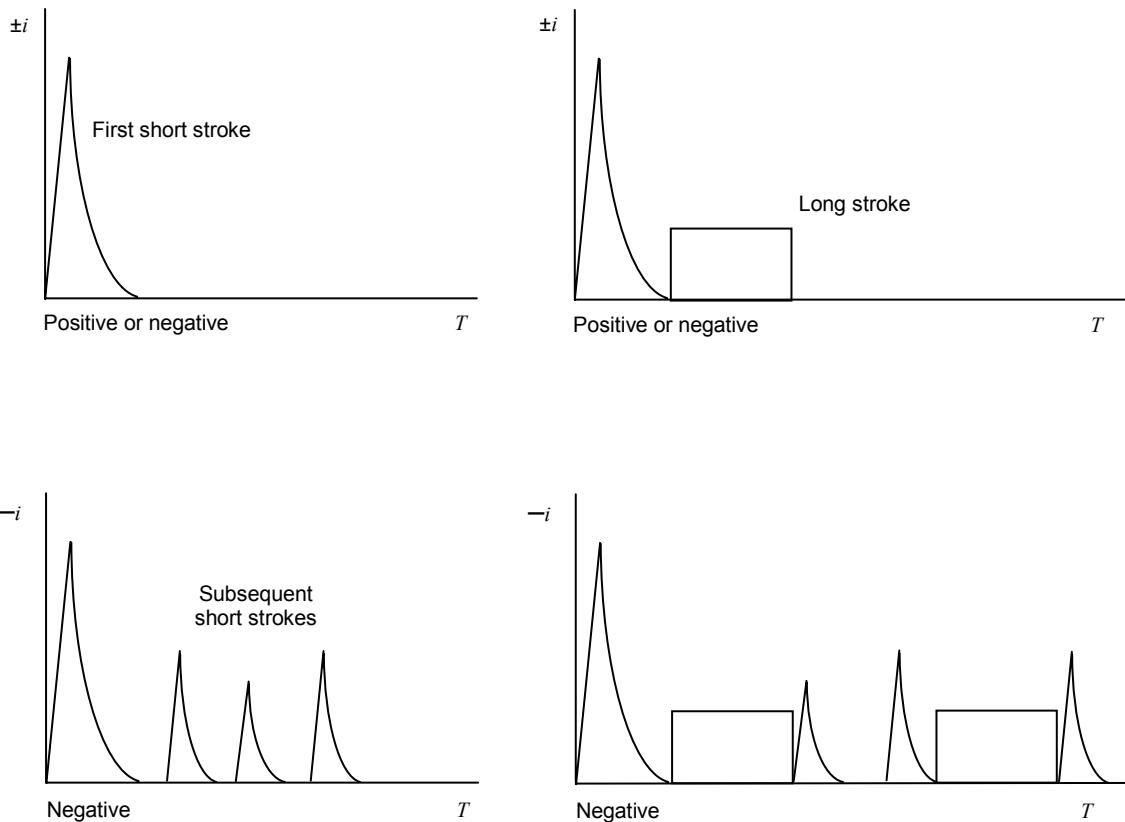 ±i
First short stroke
Positive or negative
T
±i
Long stroke
Positive or negative
T
–i
Subsequent
short strokes
Negative
T
–i
Negative
T